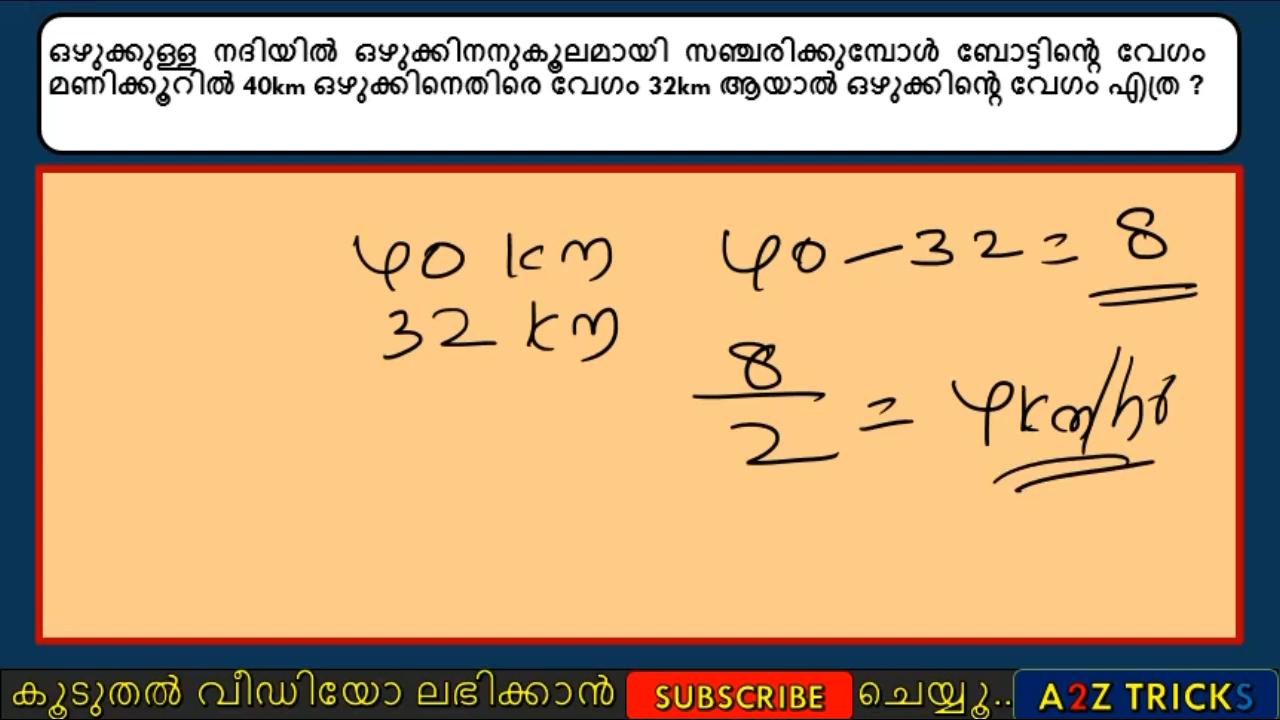 ഒഴുക്കുള്ള നദിയിൽ ഒഴുക്കിനനുകൂലമായി സഞ്ചരിക്കുമ്പോൾ ബോട്ടിന്റെ വേഗം
മണിക്കൂറിൽ 40km ഒഴുക്കിനെതിരെ വേഗം 32km ആയാൽ ഒഴുക്കിന്റെ വേഗം എത്ര ?
40 km 40 - 32 = 8
32 km
8
2 = 4km/hr
കൂടുതൽ വീഡിയോ ലഭിക്കാൻ SUBSCRIBE ചെയ്യൂ.. A2Z TRICKS